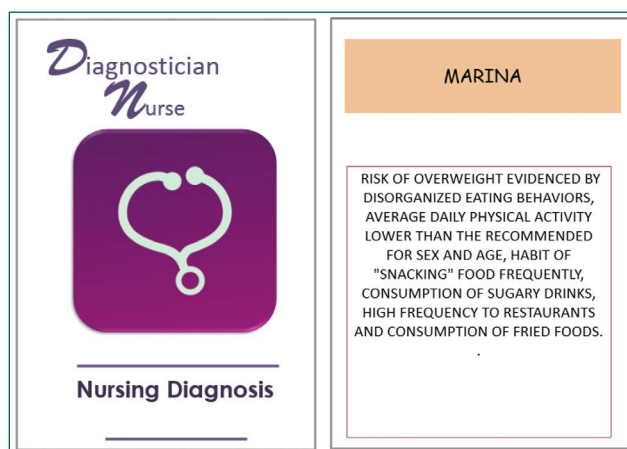 Diagnostician
Nurse
Nursing Diagnosis
MARINA
RISK OF OVERWEIGHT EVIDENCED BY
DISORGANIZED EATING BEHAVIORS,
AVERAGE DAILY PHYSICAL ACTIVITY
LOWER THAN THE RECOMMENDED
FOR SEX AND AGE, HABIT OF
"SNACKING" FOOD FREQUENTLY,
CONSUMPTION OF SUGARY DRINKS,
HIGH FREQUENCY TO RESTAURANTS
AND CONSUMPTION OF FRIED FOODS.
.